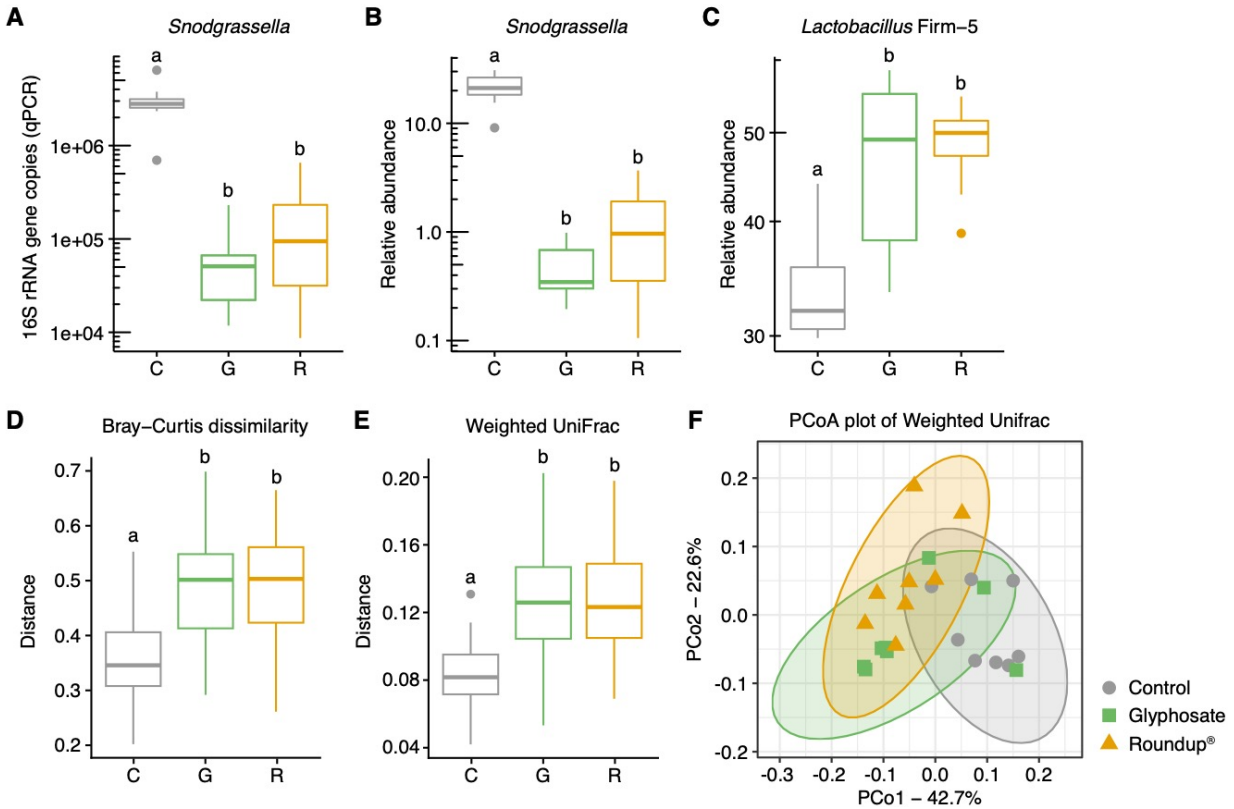 A
Snodgrassella
16S rRNA gene copies (qPCR)
1e+06
1e+05
1e+04
a
b
b
C G R
B
Snodgrassella
Relative abundance
10.0
1.0
0.1
a
b
b
C G R
C
Lactobacillus Firm−5
Relative abundance
50
40
30
a
b
b
C G R
D
Bray−Curtis dissimilarity
Distance
0.7
0.6
0.5
0.4
0.3
0.2
a
b
b
C G R
E
Weighted UniFrac
Distance
0.20
0.16
0.12
0.08
0.04
a
b
b
C G R
F
PCoA plot of Weighted Unifrac
PCo2 − 22.6%
0.2
0.1
0.0
-0.1
-0.2
-0.3 -0.2 -0.1 0.0 0.1 0.2
PCo1 − 42.7%
Control
Glyphosate
Roundup®